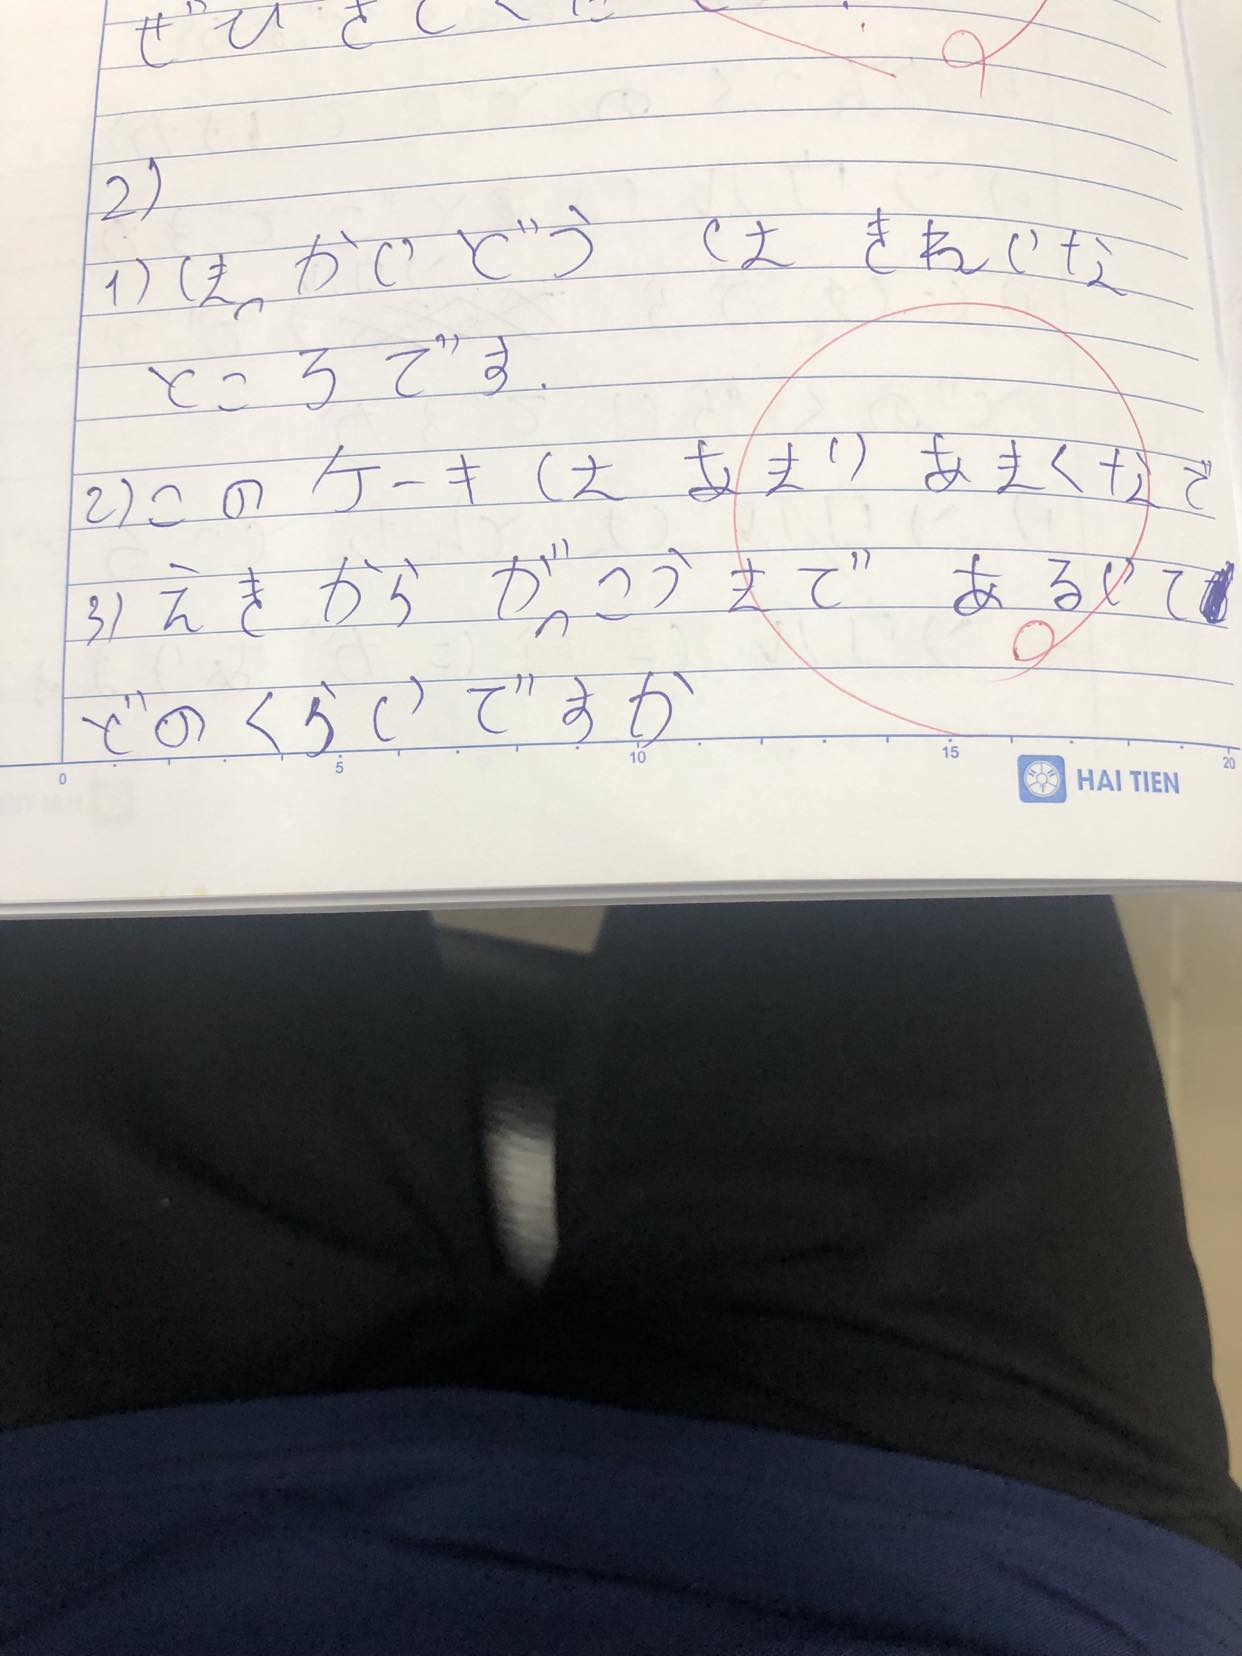 ぜひきてくだ
2)
1) ほっかいどう は きれいな
ところです.
2) このケーキは あまり あまくなで
3) えきから がっこうまで あるいて
どのくらいですか
0 5 10 15 20
HAI TIEN